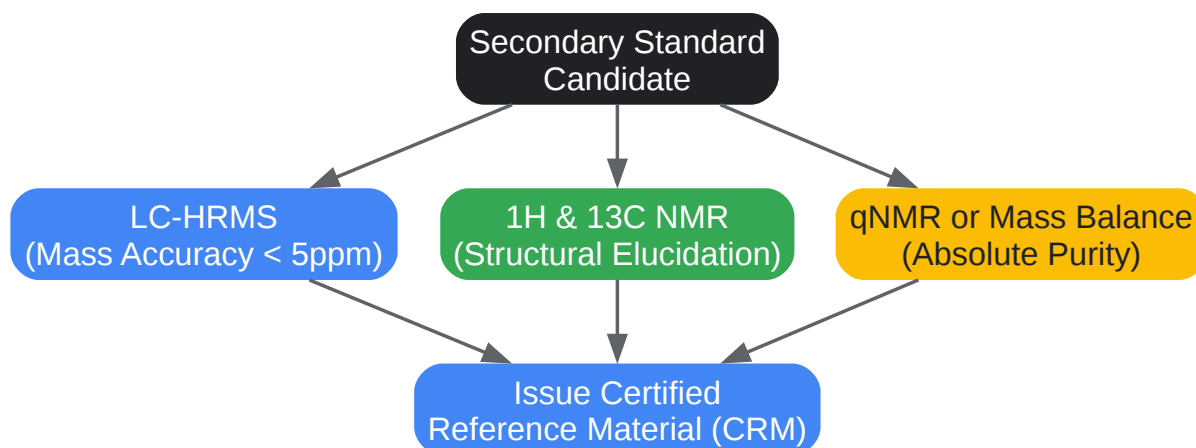 Secondary Standard
Candidate
LC-HRMS
(Mass Accuracy < 5ppm)
1H & 13C NMR
(Structural Elucidation)
qNMR or Mass Balance
(Absolute Purity)
Issue Certified
Reference Material (CRM)